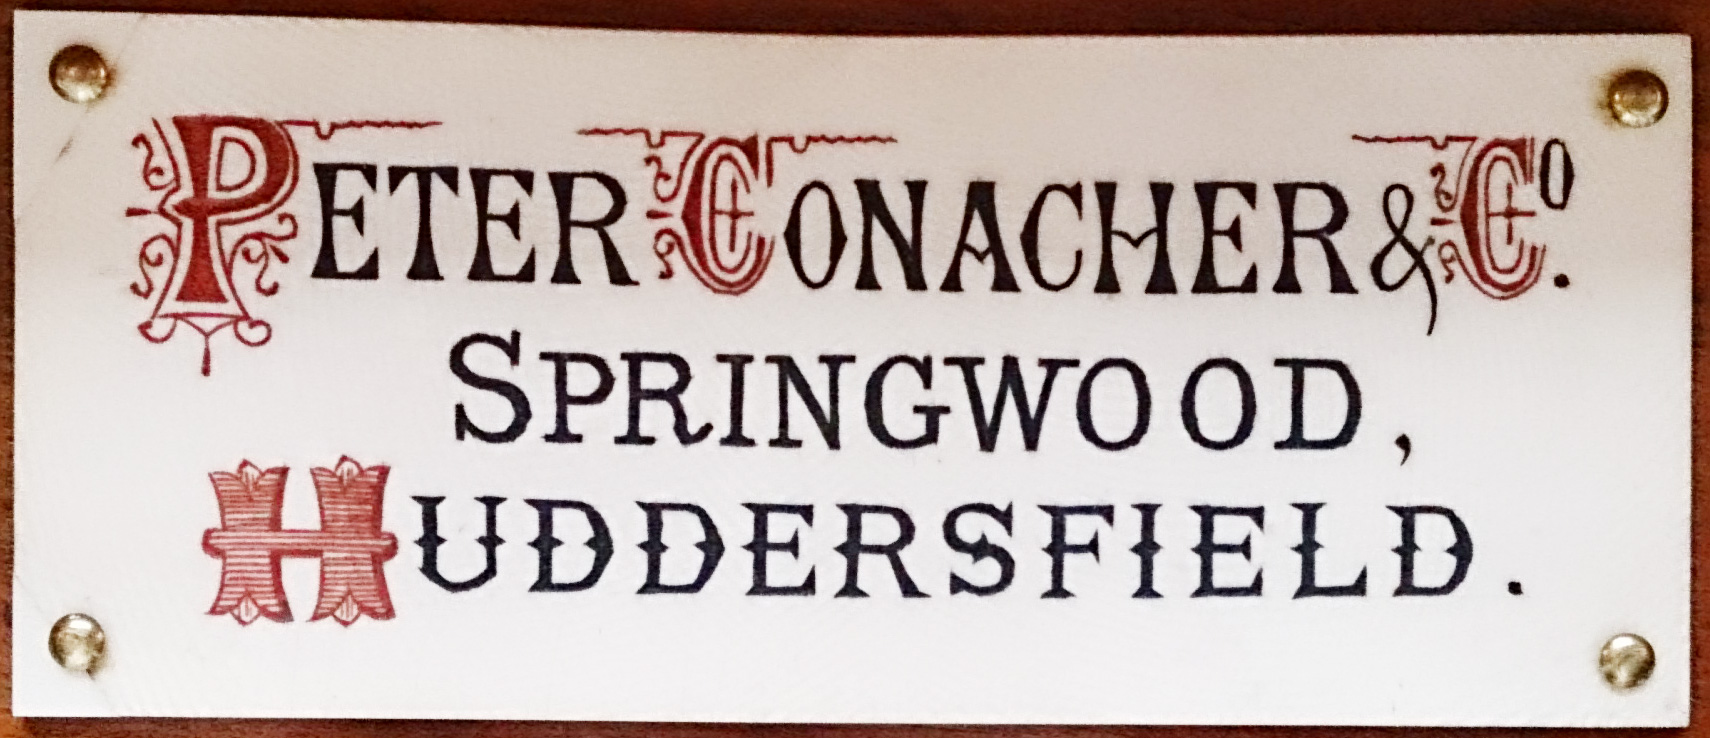 PETER CONACHER & Cº.
SPRINGWOOD,
HUDDERSFIELD.